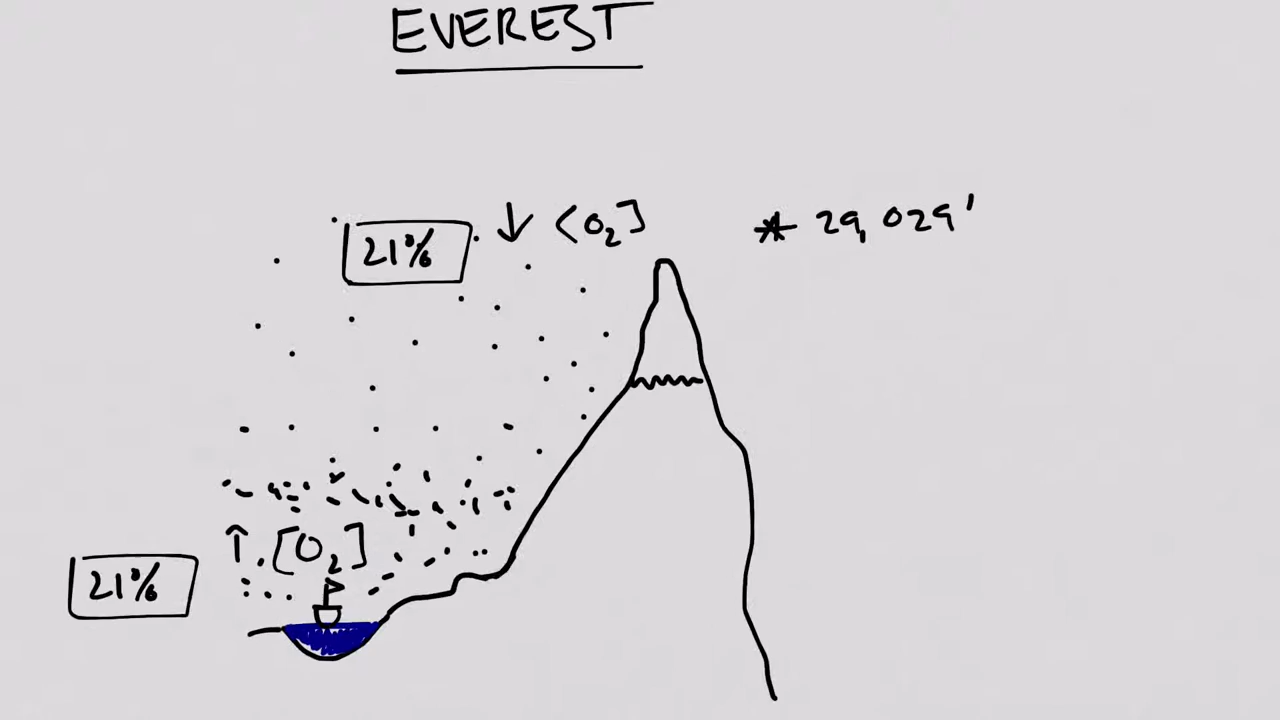 EVEREST
21% ↓ [O2] * 29,029'
↑ [O2]
21%